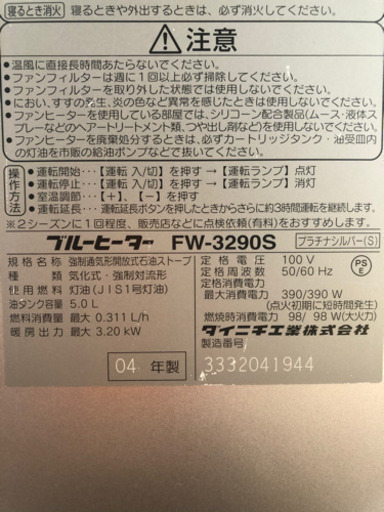 寝るとき消火 ●寝るときや外出するときは、必ず消火してください。
⚠注意
●温風に直接長時間あたらないでください。
●ファンフィルターは週に1回以上必ず掃除してください。
●ファンフィルターを取り外した状態では使用しないでください。
●におい、すすの発生、炎の色など異常を感じたときは使用しないでください。
●ファンヒーターを使用している部屋では、シリコーン配合製品(ムース・液体スプレーなどのヘアートリートメント類、つや出し剤など)を使用しないでください。
●ファンヒーターを廃棄処分するときは、必ずカートリッジタンク・油受皿内の灯油を市販の給油ポンプなどで抜いてください。
操作方法
●運転開始…【運転 入/切】を押す→【運転ランプ】点灯
●運転停止…【運転 入/切】を押す→【運転ランプ】消灯
●室温調節…【+】、【-】を押す
●運転延長…運転延長ボタンを押したときからさらに約3時間運転を継続します。
※2シーズンに1回程度、販売店などに点検依頼(有料)をしてください。
ブルーヒーター FW-3290S プラチナシルバー(S)
規格名称 強制通気形開放式石油ストーブ
種類 気化式・強制対流形
使用燃料 灯油(JIS1号灯油)
油タンク容量 5.0L
燃料消費量 最大 0.311L/h
暖房出力 最大 3.20kW
定格電圧 100V
定格周波数 50/60Hz
定格消費電力
最大消費電力 390/390W
(点火初期に短時間発生)
燃焼時消費電力 98/98W(大火力)
PSE
ダイニチ工業株式会社
製造番号
04年製
3332041944